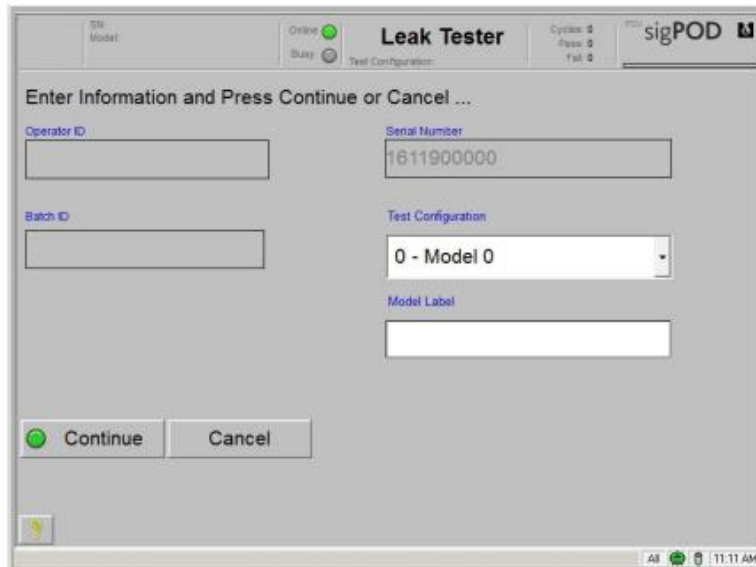 SN:
Model:
Online
Busy
Leak Tester
Test Configuration:
Cycles: 0
Pass: 0
Fail: 0
sigPOD
Enter Information and Press Continue or Cancel ...
Operator ID
Serial Number
1611900000
Batch ID
Test Configuration
0 - Model 0
Model Label
Continue
Cancel
All
11:11 AM